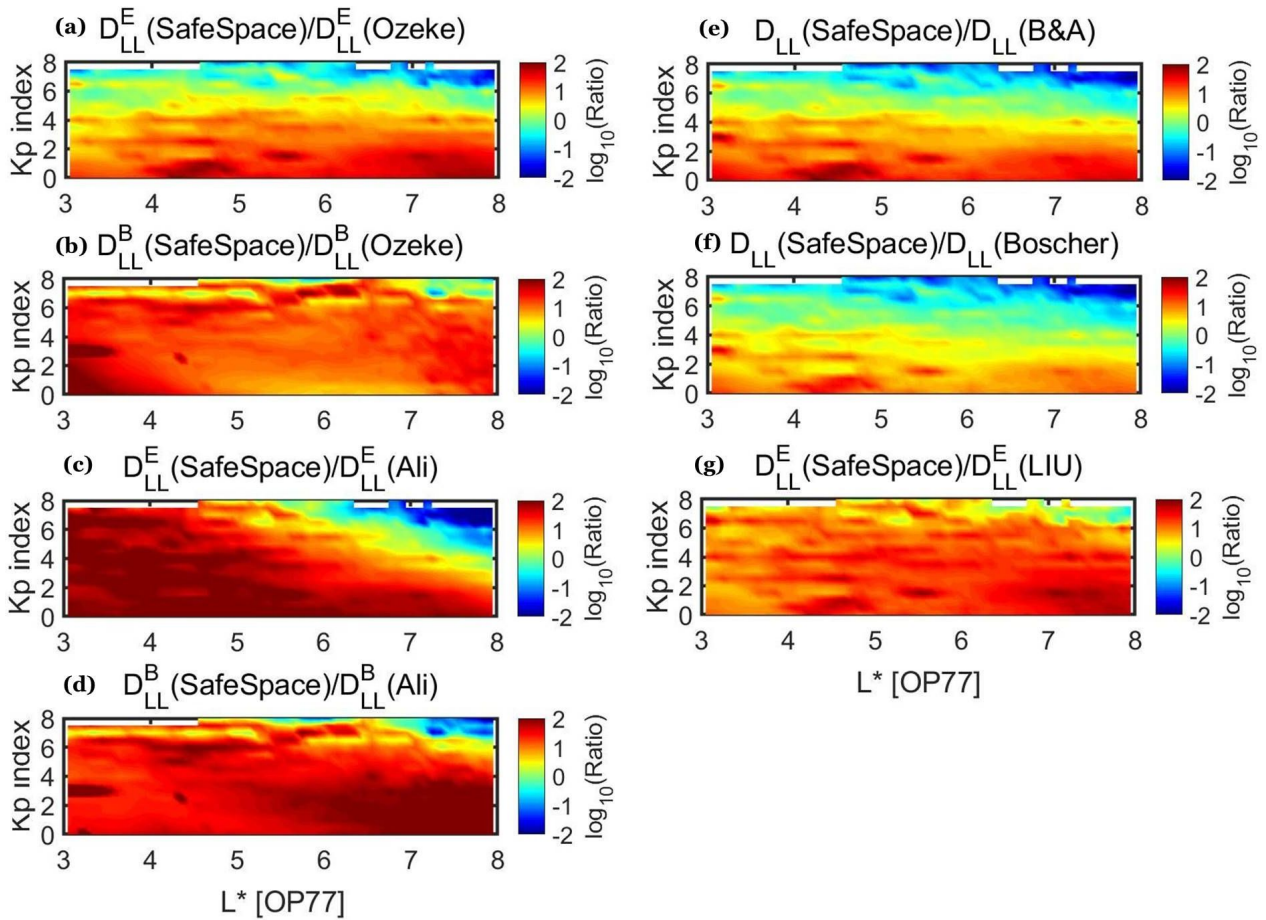 (a) D^E_LL(SafeSpace)/D^E_LL(Ozeke)
Kp index
8
6
4
2
0
3 4 5 6 7 8
2
1
0
-1
-2
log10(Ratio)
(b) D^B_LL(SafeSpace)/D^B_LL(Ozeke)
Kp index
8
6
4
2
0
3 4 5 6 7 8
2
1
0
-1
-2
log10(Ratio)
(c) D^E_LL(SafeSpace)/D^E_LL(Ali)
Kp index
8
6
4
2
0
3 4 5 6 7 8
2
1
0
-1
-2
log10(Ratio)
(d) D^B_LL(SafeSpace)/D^B_LL(Ali)
Kp index
8
6
4
2
0
3 4 5 6 7 8
2
1
0
-1
-2
log10(Ratio)
L* [OP77]
(e) D_LL(SafeSpace)/D_LL(B&A)
Kp index
8
6
4
2
0
3 4 5 6 7 8
2
1
0
-1
-2
log10(Ratio)
(f) D_LL(SafeSpace)/D_LL(Boscher)
Kp index
8
6
4
2
0
3 4 5 6 7 8
2
1
0
-1
-2
log10(Ratio)
(g) D^E_LL(SafeSpace)/D^E_LL(LIU)
Kp index
8
6
4
2
0
3 4 5 6 7 8
2
1
0
-1
-2
log10(Ratio)
L* [OP77]